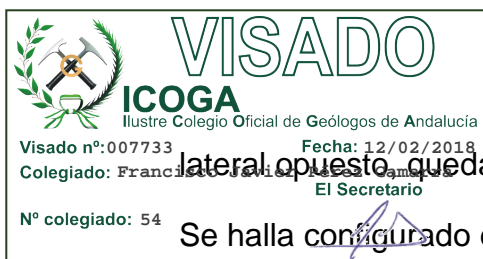 VISADO
ICOGA
Ilustre Colegio Oficial de Geólogos de Andalucía
Visado nº: 007733 Fecha: 12/02/2018
Colegiado: Francisco Javier Pérez Gamarra
lateral opuesto, queda
El Secretario
Nº colegiado: 54
Se halla configurado